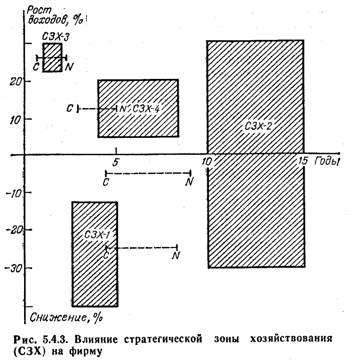 Рост
доходов, %
СЗХ-3
С N
20
С N СЗХ-4
10
СЗХ-2
5 10 15 Годы
С N
-10
СЗХ-1
-20
С N
-30
Снижение, %
Рис. 5.4.3. Влияние стратегической зоны хозяйствования
(СЗХ) на фирму